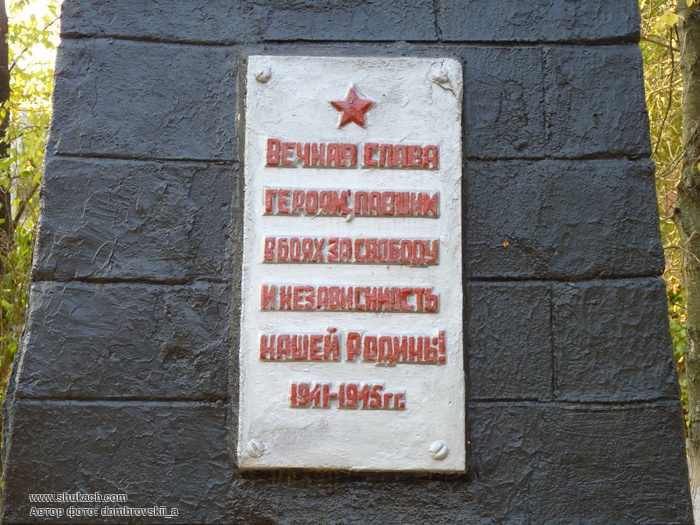 Вечная слава
героям, павшим
в боях за свободу
и независимость
нашей Родины!
1941-1945 гг.
www.shukach.com
Автор фото: dombrovskii_a